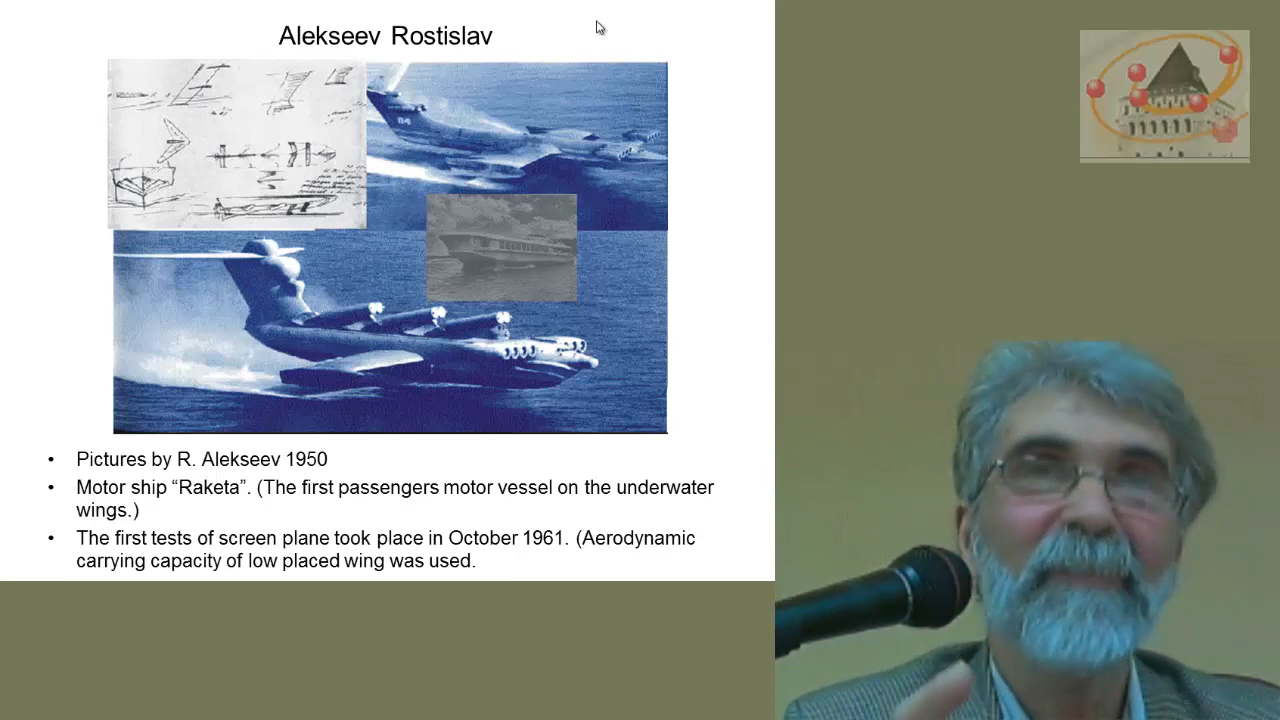 Alekseev Rostislav
04
• Pictures by R. Alekseev 1950
• Motor ship “Raketa”. (The first passengers motor vessel on the underwater
wings.)
• The first tests of screen plane took place in October 1961. (Aerodynamic
carrying capacity of low placed wing was used.